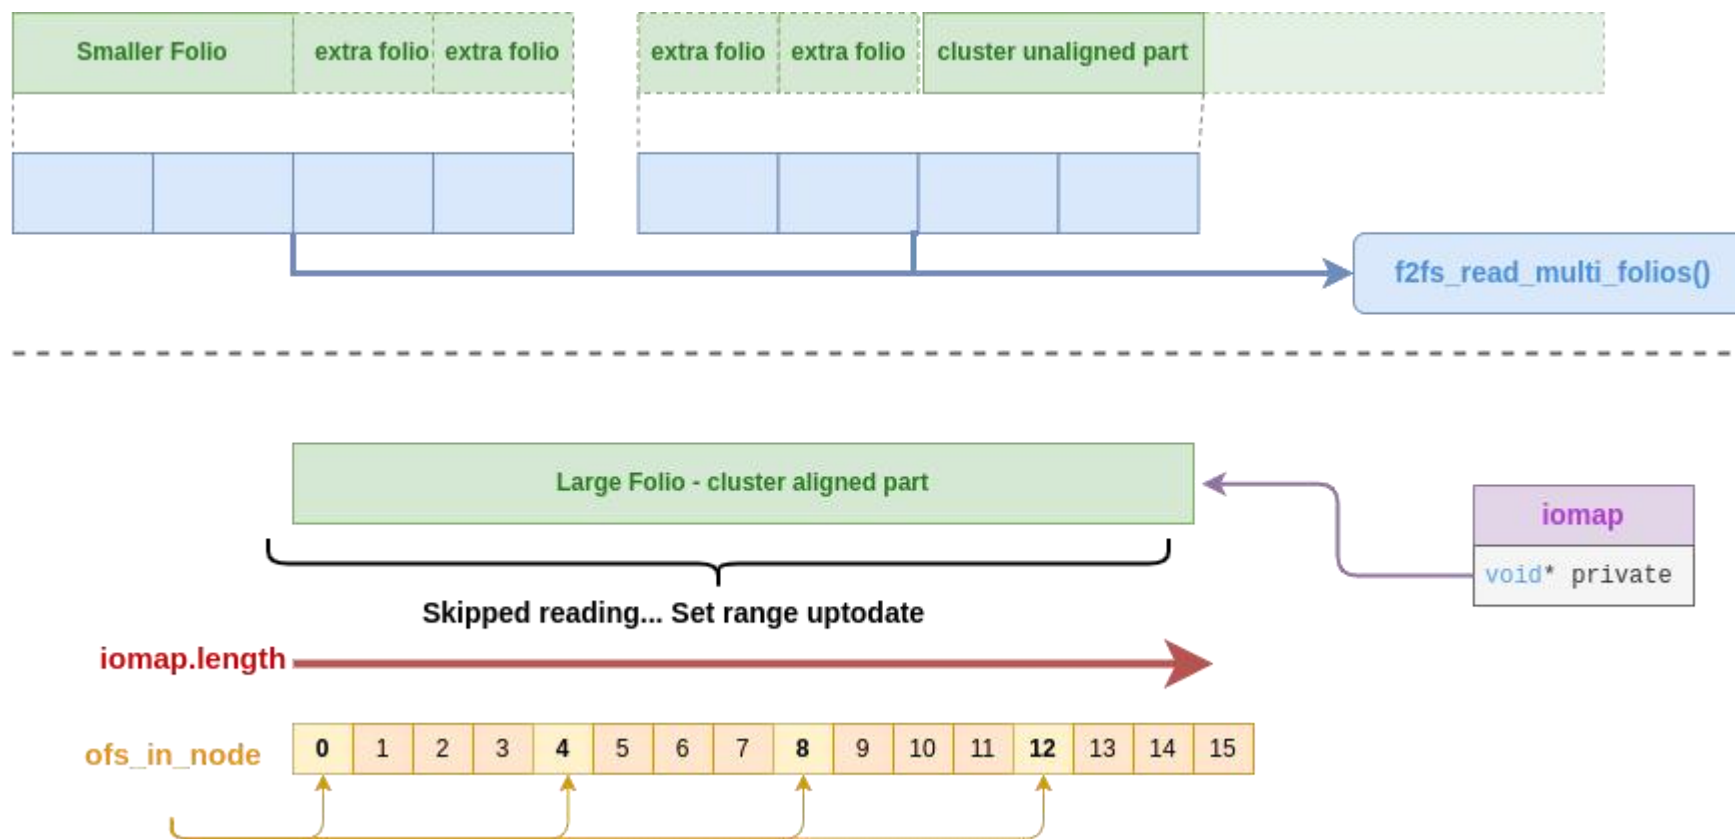 Smaller Folio
extra folio
extra folio
extra folio
extra folio
cluster unaligned part
f2fs_read_multi_folios()
Large Folio - cluster aligned part
iomap
void* private
Skipped reading... Set range uptodate
iomap.length
ofs_in_node
0 1 2 3 4 5 6 7 8 9 10 11 12 13 14 15